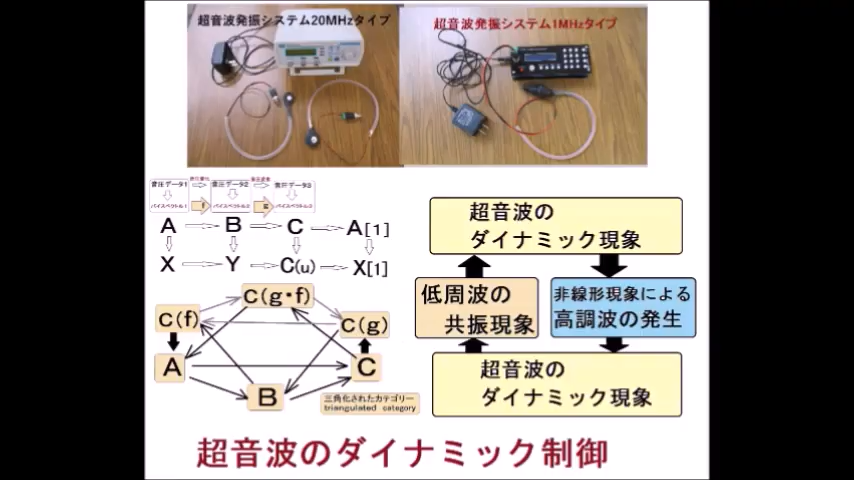 超音波発振システム20MHzタイプ
超音波発振システム1MHzタイプ
音圧データ1
音圧データ2
音圧データ3
バイスペクトル1
f
バイスペクトル2
g
バイスペクトル3
A B C A[1]
X Y C(u) X[1]
C(g・f)
C(f)
C(g)
A
C
B
三角化されたカテゴリー
triangulated category
超音波の
ダイナミック現象
低周波の
共振現象
非線形現象による
高調波の発生
超音波の
ダイナミック現象
超音波のダイナミック制御